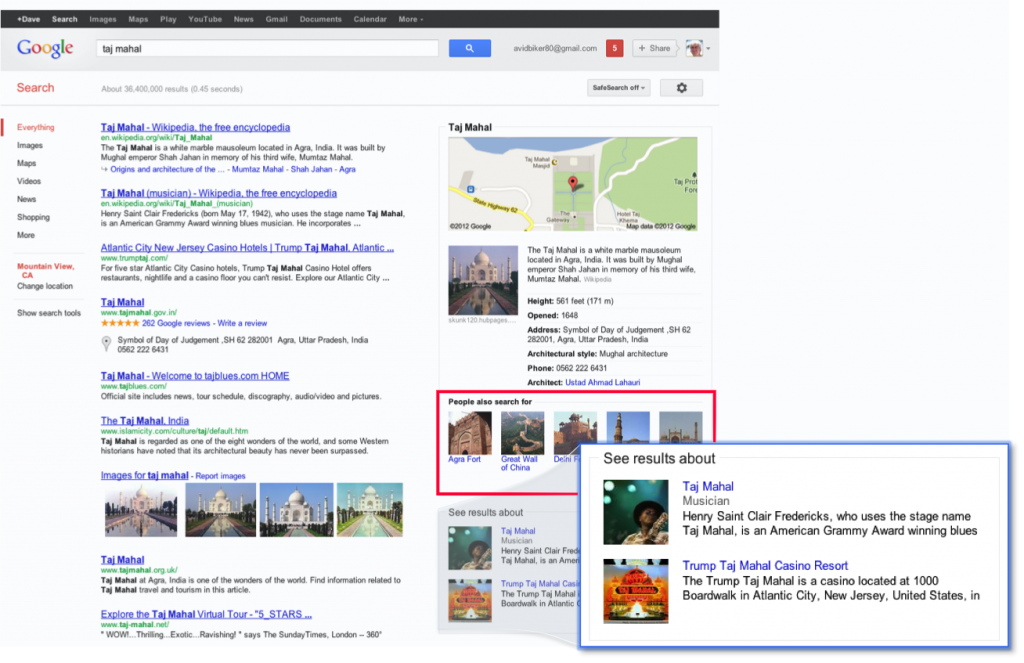 +Dave Search Images Maps Play YouTube News Gmail Documents Calendar More
Google
taj mahal
avidbiker80@gmail.com
5
+ Share
Search
About 36,400,000 results (0.45 seconds)
SafeSearch off
Everything
Images
Maps
Videos
News
Shopping
More
Mountain View,
CA
Change location
Show search tools
Taj Mahal - Wikipedia, the free encyclopedia
en.wikipedia.org/wiki/Taj_Mahal
The Taj Mahal is a white marble mausoleum located in Agra, India. It was built by
Mughal emperor Shah Jahan in memory of his third wife, Mumtaz Mahal.
Origins and architecture of the ... - Mumtaz Mahal - Shah Jahan - Agra
Taj Mahal (musician) - Wikipedia, the free encyclopedia
en.wikipedia.org/wiki/Taj_Mahal_(musician)
Henry Saint Clair Fredericks (born May 17, 1942), who uses the stage name Taj Mahal,
is an American Grammy Award winning blues musician. He incorporates ...
Atlantic City New Jersey Casino Hotels | Trump Taj Mahal, Atlantic ...
www.trumptaj.com/
For five star Atlantic City Casino hotels, Trump Taj Mahal Casino Hotel offers
restaurants, nightlife and a casino floor you can't resist. Explore our Atlantic City ...
Taj Mahal
www.tajmahal.gov.in/
262 Google reviews - Write a review
Symbol of Day of Judgement ,SH 62 282001 Agra, Uttar Pradesh, India
0562 222 6431
Taj Mahal - Welcome to tajblues.com HOME
www.tajblues.com/
Official site includes news, tour schedule, discography, audio/video and pictures.
The Taj Mahal, India
www.islamicity.com/culture/taj/default.htm
Taj Mahal is regarded as one of the eight wonders of the world, and some Western
historians have noted that its architectural beauty has never been surpassed.
Images for taj mahal - Report images
Taj Mahal
www.tajmahal.org.uk/
Taj Mahal at Agra, India is one of the wonders of the world. Find information related to
Taj Mahal travel and tourism in this article.
Explore the Taj Mahal Virtual Tour - "5_STARS ...
www.taj-mahal.net/
" WOW!...Thrilling...Exotic...Ravishing! " says The SundayTimes, London -- 360°
Taj Mahal
Taj Mahal
Masjid
Taj Prot
Fore
State Highway 62
The
Gateway
Hotel Taj
Khema
©2012 Google
Map data ©2012 Google
skunk120.hubpages....
The Taj Mahal is a white marble mausoleum
located in Agra, India. It was built by Mughal
emperor Shah Jahan in memory of his third wife,
Mumtaz Mahal. Wikipedia
Height: 561 feet (171 m)
Opened: 1648
Address: Symbol of Day of Judgement ,SH 62
282001, Agra, Uttar Pradesh, India
Architectural style: Mughal architecture
Phone: 0562 222 6431
Architect: Ustad Ahmad Lahauri
People also search for
Agra Fort
Great Wall
of China
Delhi F
See results about
Taj Mahal
Musician
Henry Saint Clair Frede
Taj Mahal, is an Americ
Trump Taj Mahal Casi
The Trump Taj Mahal i
Boardwalk in Atlantic C
See results about
Taj Mahal
Musician
Henry Saint Clair Fredericks, who uses the stage name
Taj Mahal, is an American Grammy Award winning blues
Trump Taj Mahal Casino Resort
The Trump Taj Mahal is a casino located at 1000
Boardwalk in Atlantic City, New Jersey, United States, in